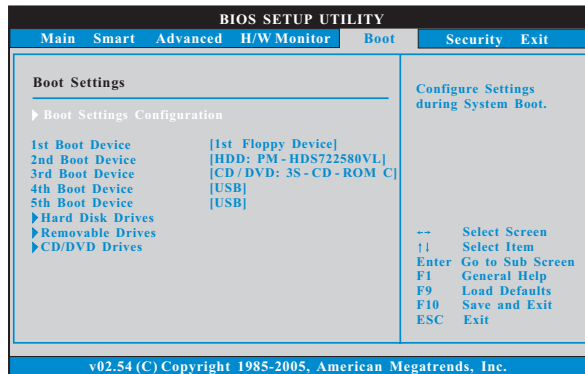 BIOS SETUP UTILITY
Main Smart Advanced H/W Monitor Boot Security Exit
Boot Settings
Boot Settings Configuration
1st Boot Device [1st Floppy Device]
2nd Boot Device [HDD: PM - HDS722580VL]
3rd Boot Device [CD / DVD: 3S - CD - ROM C]
4th Boot Device [USB]
5th Boot Device [USB]
Hard Disk Drives
Removable Drives
CD/DVD Drives
Configure Settings
during System Boot.
←→ Select Screen
↑↓ Select Item
Enter Go to Sub Screen
F1 General Help
F9 Load Defaults
F10 Save and Exit
ESC Exit
v02.54 (C) Copyright 1985-2005, American Megatrends, Inc.